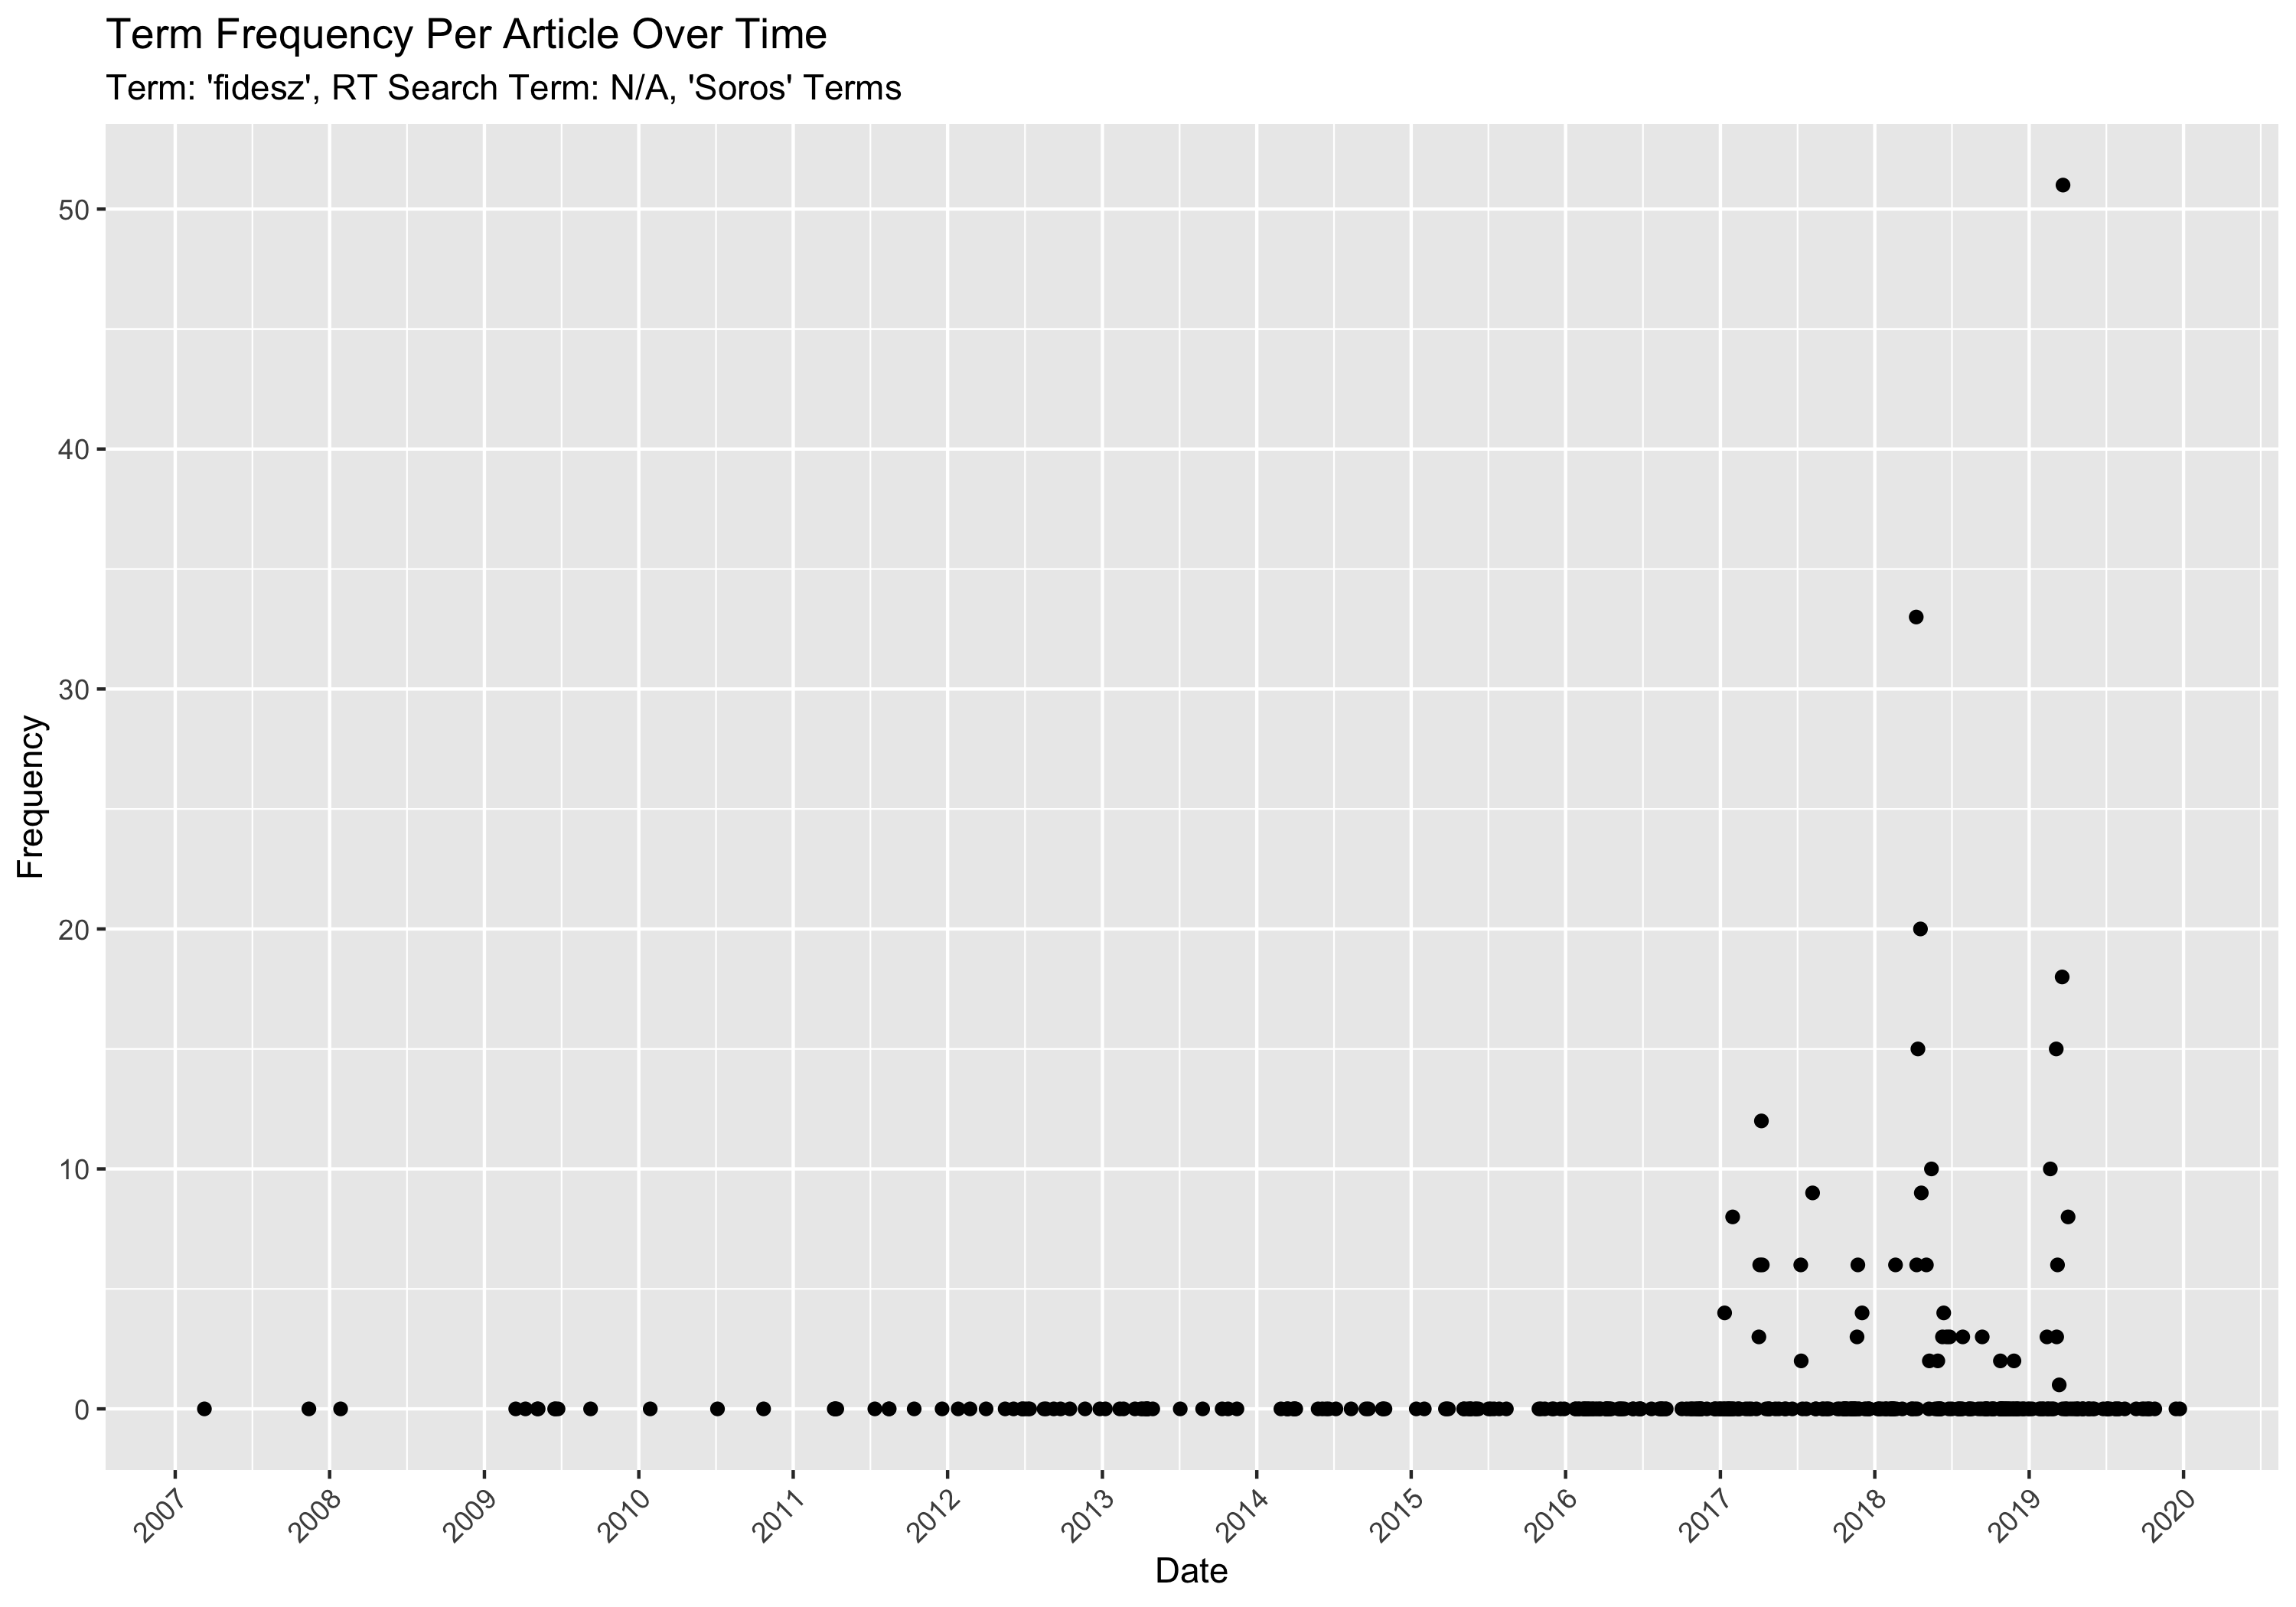 Term Frequency Per Article Over Time
Term: 'fidesz', RT Search Term: N/A, 'Soros' Terms
Frequency
50
40
30
20
10
0
2007 2008 2009 2010 2011 2012 2013 2014 2015 2016 2017 2018 2019 2020
Date